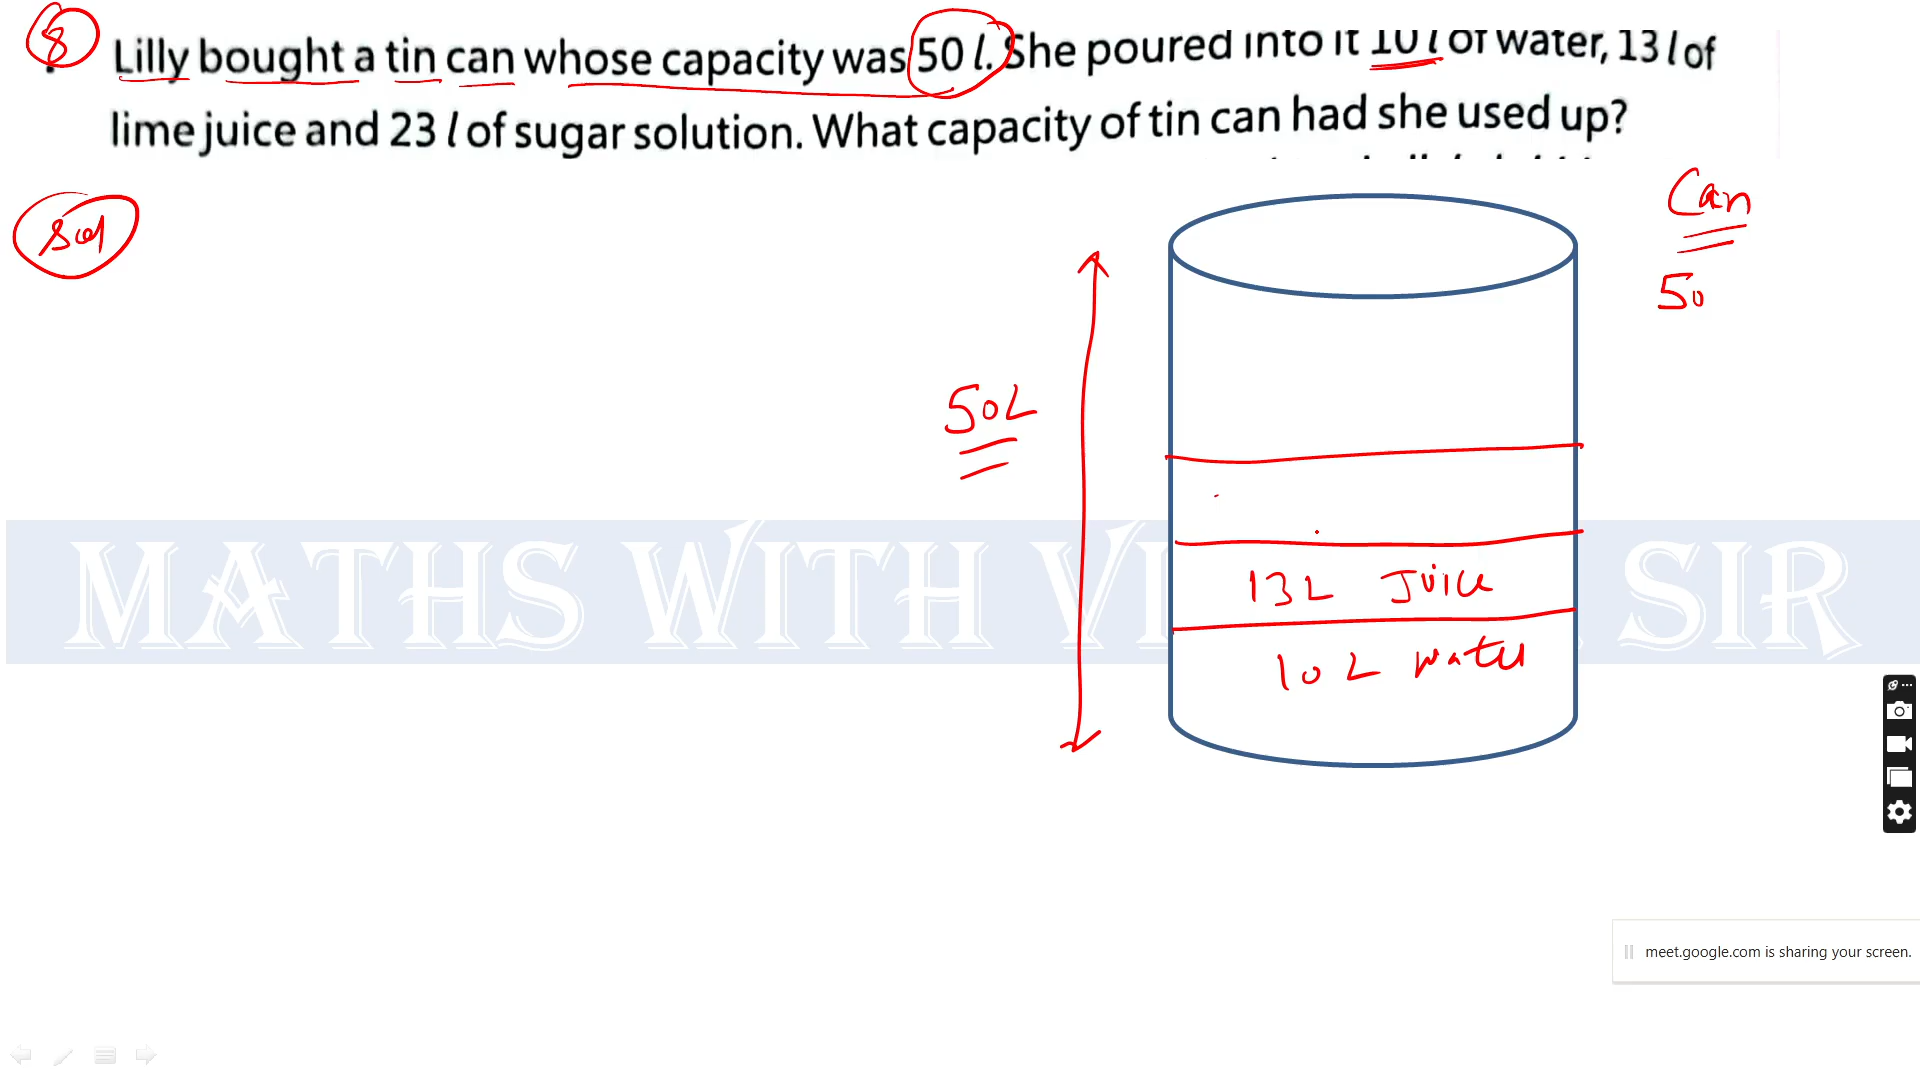 8
Lilly bought a tin can whose capacity was 50 l. She poured into it 10 l of water, 13 l of
lime juice and 23 l of sugar solution. What capacity of tin can had she used up?
Sol
Can
50
50L
MATHS WITH VI SIR
13L Juice
10L water
meet.google.com is sharing your screen.